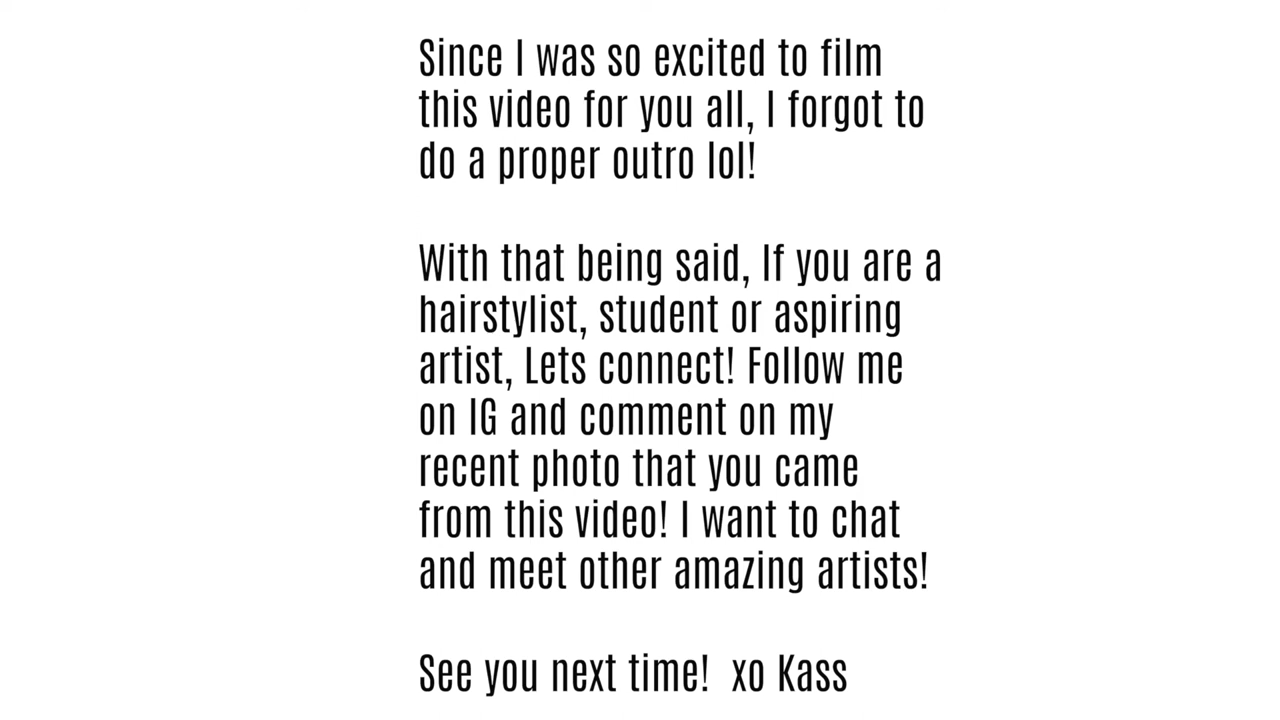 Since I was so excited to film
this video for you all, I forgot to
do a proper outro lol!
With that being said, If you are a
hairstylist, student or aspiring
artist, Lets connect! Follow me
on IG and comment on my
recent photo that you came
from this video! I want to chat
and meet other amazing artists!
See you next time!  xo Kass